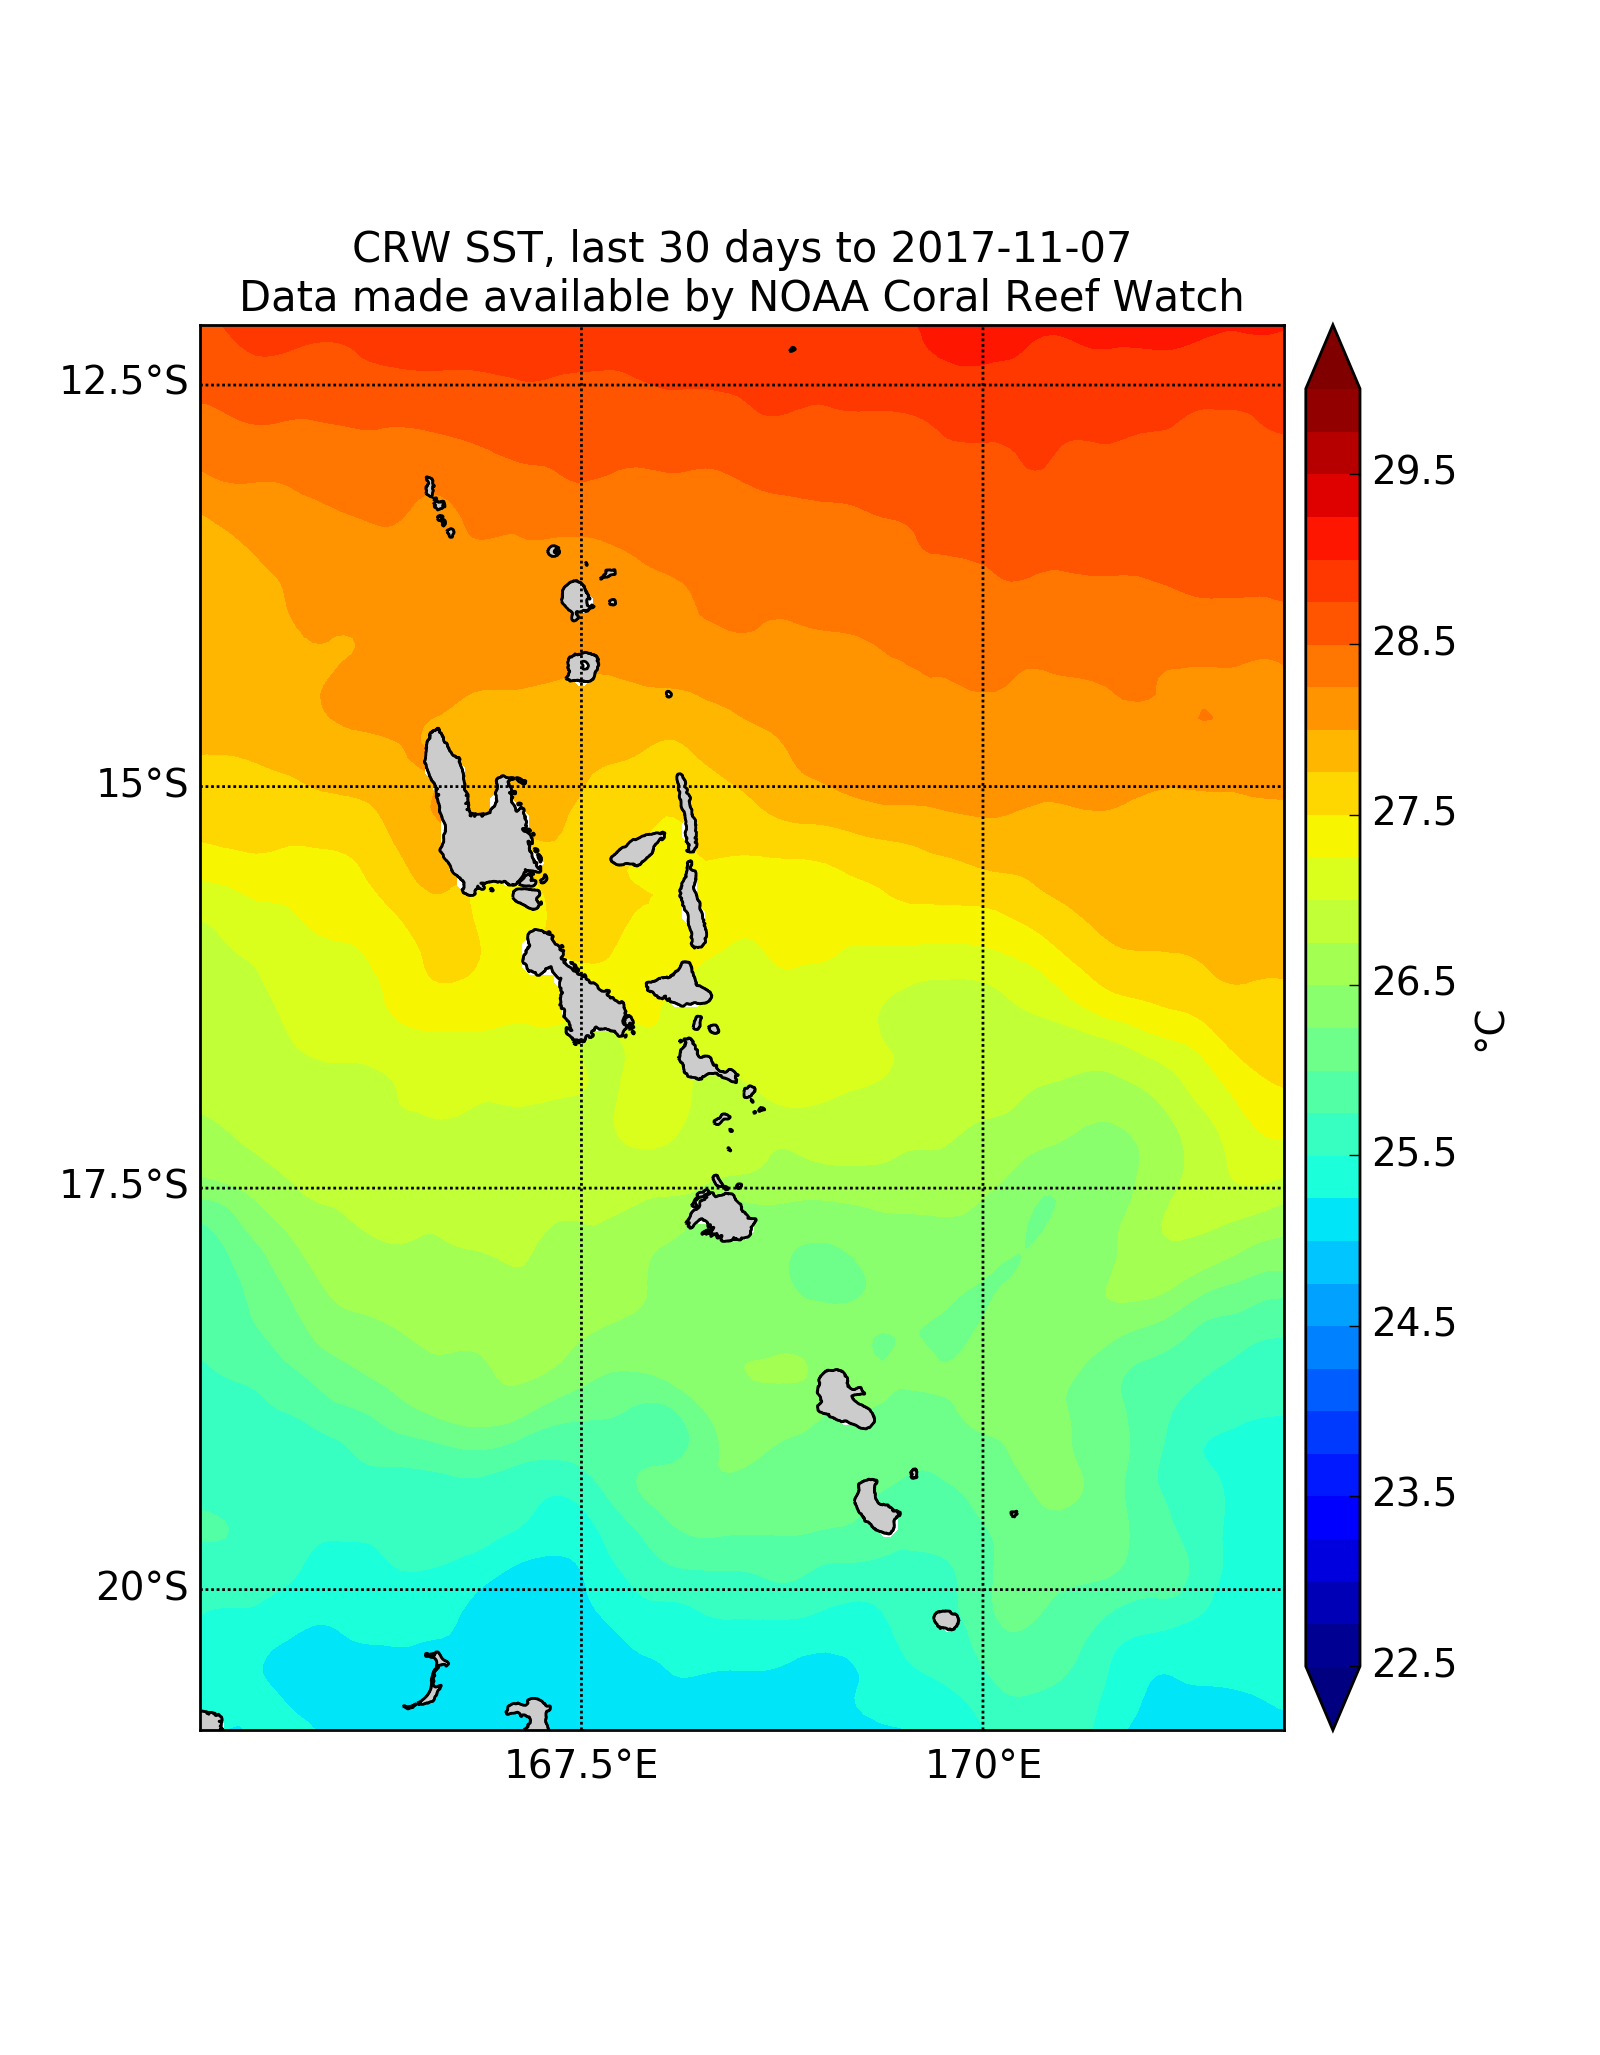 CRW SST, last 30 days to 2017-11-07
Data made available by NOAA Coral Reef Watch
12.5°S
15°S
17.5°S
20°S
167.5°E
170°E
29.5
28.5
27.5
26.5
25.5
24.5
23.5
22.5
°C